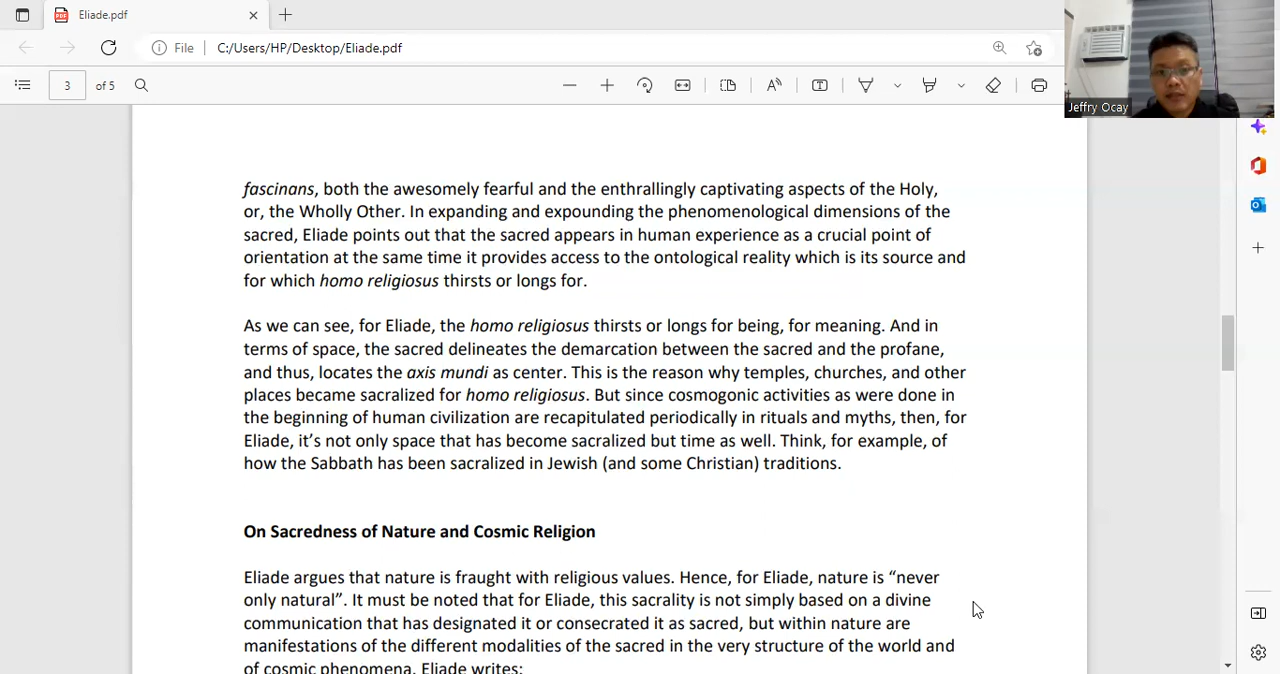 Eliade.pdf
File
C:/Users/HP/Desktop/Eliade.pdf
3 of 5
Jeffry Ocay
fascinans, both the awesomely fearful and the enthrallingly captivating aspects of the Holy,
or, the Wholly Other. In expanding and expounding the phenomenological dimensions of the
sacred, Eliade points out that the sacred appears in human experience as a crucial point of
orientation at the same time it provides access to the ontological reality which is its source and
for which homo religiosus thirsts or longs for.
As we can see, for Eliade, the homo religiosus thirsts or longs for being, for meaning. And in
terms of space, the sacred delineates the demarcation between the sacred and the profane,
and thus, locates the axis mundi as center. This is the reason why temples, churches, and other
places became sacralized for homo religiosus. But since cosmogonic activities as were done in
the beginning of human civilization are recapitulated periodically in rituals and myths, then, for
Eliade, it’s not only space that has become sacralized but time as well. Think, for example, of
how the Sabbath has been sacralized in Jewish (and some Christian) traditions.
On Sacredness of Nature and Cosmic Religion
Eliade argues that nature is fraught with religious values. Hence, for Eliade, nature is “never
only natural”. It must be noted that for Eliade, this sacrality is not simply based on a divine
communication that has designated it or consecrated it as sacred, but within nature are
manifestations of the different modalities of the sacred in the very structure of the world and
of cosmic phenomena. Eliade writes: